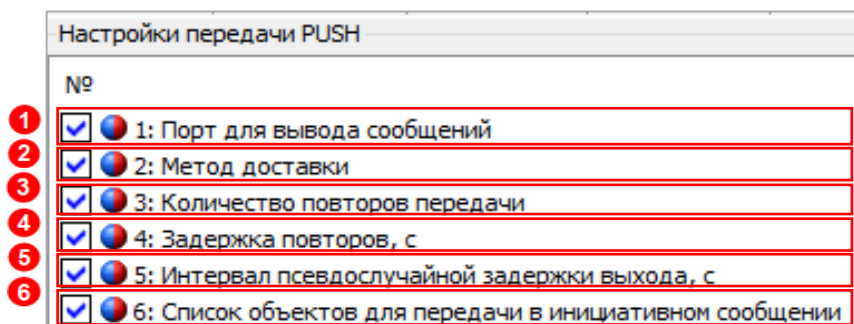 Настройки передачи PUSH
№
1 1: Порт для вывода сообщений
2 2: Метод доставки
3 3: Количество повторов передачи
4 4: Задержка повторов, с
5 5: Интервал псевдослучайной задержки выхода, с
6 6: Список объектов для передачи в инициативном сообщении